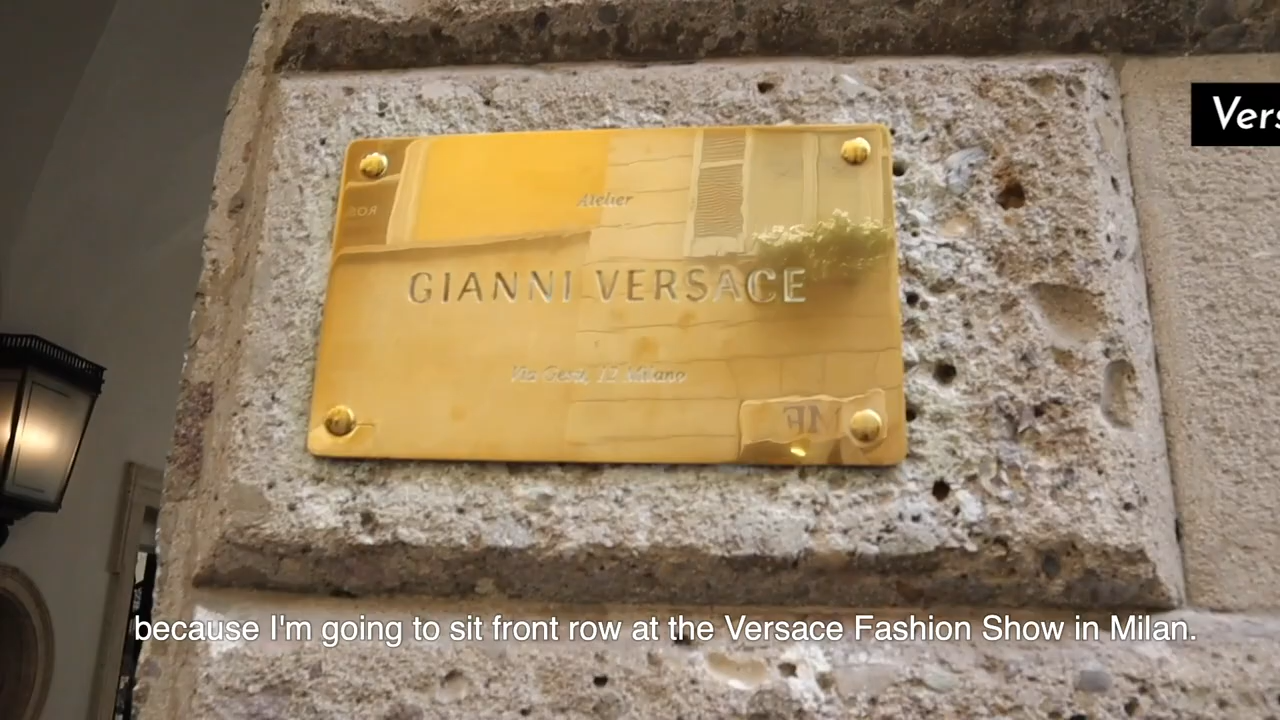 Vers
Atelier
GIANNI VERSACE
Via Gesù, 12 Milano
because I'm going to sit front row at the Versace Fashion Show in Milan.